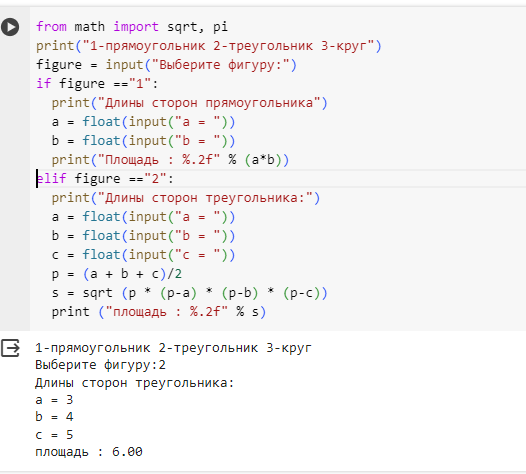 from math import sqrt, pi
print("1-прямоугольник 2-треугольник 3-круг")
figure = input("Выберите фигуру:")
if figure =="1":
  print("Длины сторон прямоугольника")
  a = float(input("a = "))
  b = float(input("b = "))
  print("Площадь : %.2f" % (a*b))
elif figure =="2":
  print("Длины сторон треугольника:")
  a = float(input("a = "))
  b = float(input("b = "))
  c = float(input("c = "))
  p = (a + b + c)/2
  s = sqrt (p * (p-a) * (p-b) * (p-c))
  print ("площадь : %.2f" % s)
1-прямоугольник 2-треугольник 3-круг
Выберите фигуру:2
Длины сторон треугольника:
a = 3
b = 4
c = 5
площадь : 6.00